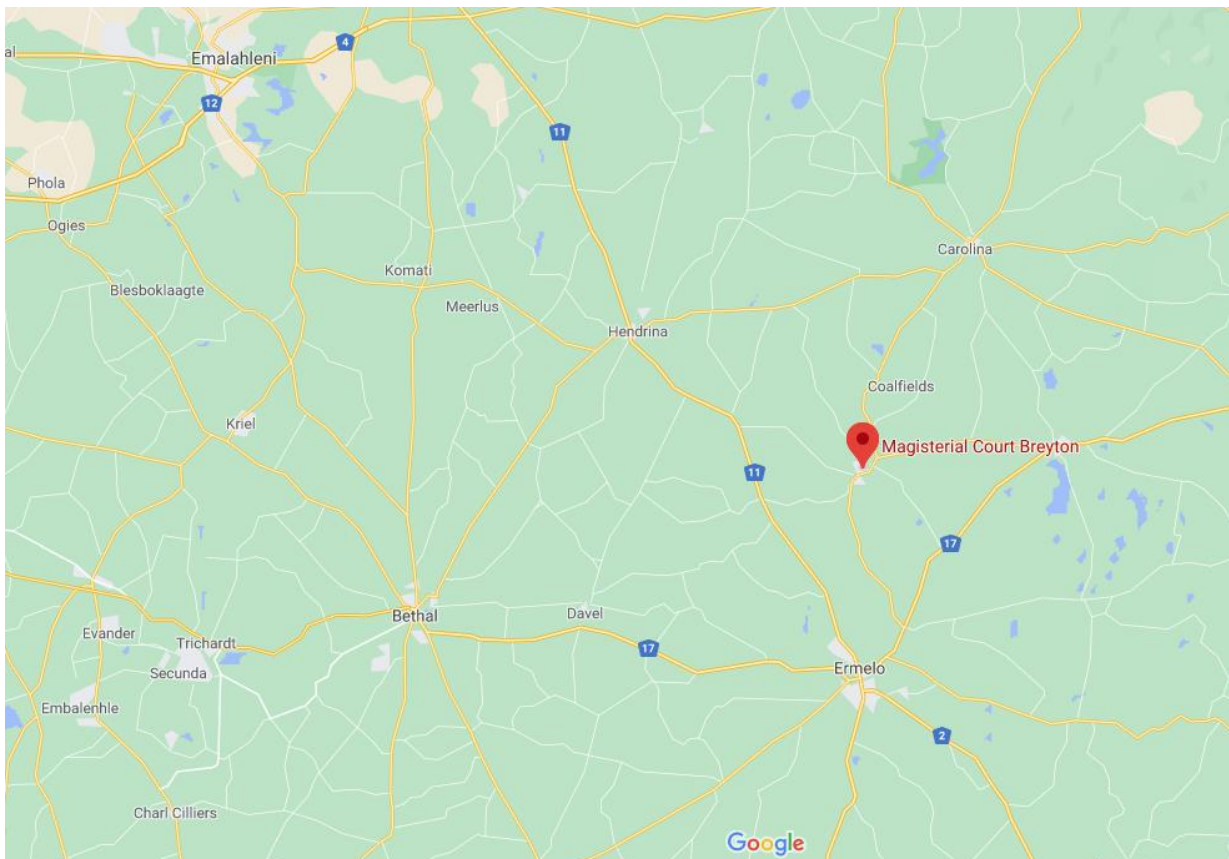 al
Emalahleni
4
12
11
Phola
Ogies
Carolina
Komati
Blesboklaagte
Meerlus
Hendrina
Coalfields
Kriel
Magisterial Court Breyton
11
17
Bethal
Davel
Evander
Trichardt
17
Secunda
Ermelo
Embalenhle
2
Charl Cilliers
Google